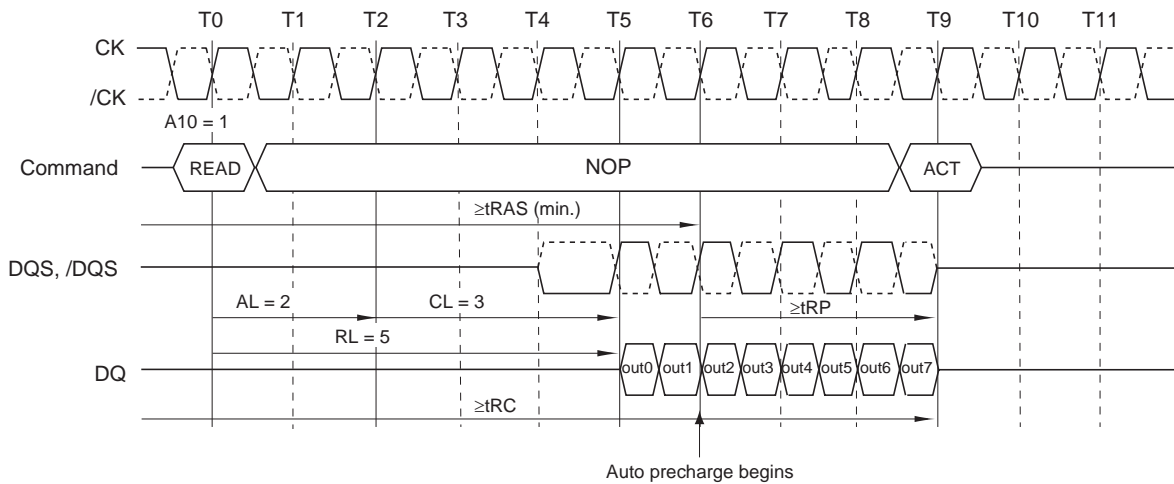 T0 T1 T2 T3 T4 T5 T6 T7 T8 T9 T10 T11
CK
/CK
A10 = 1
Command READ NOP ACT
≥tRAS (min.)
DQS, /DQS
AL = 2 CL = 3 ≥tRP
RL = 5
DQ out0 out1 out2 out3 out4 out5 out6 out7
≥tRC
Auto precharge begins